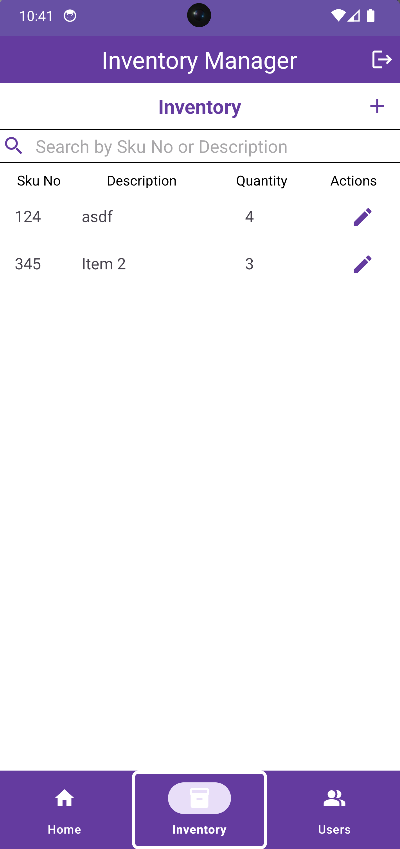 10:41
Inventory Manager
Inventory
Search by Sku No or Description
Sku No Description Quantity Actions
124 asdf 4
345 Item 2 3
Home Inventory Users